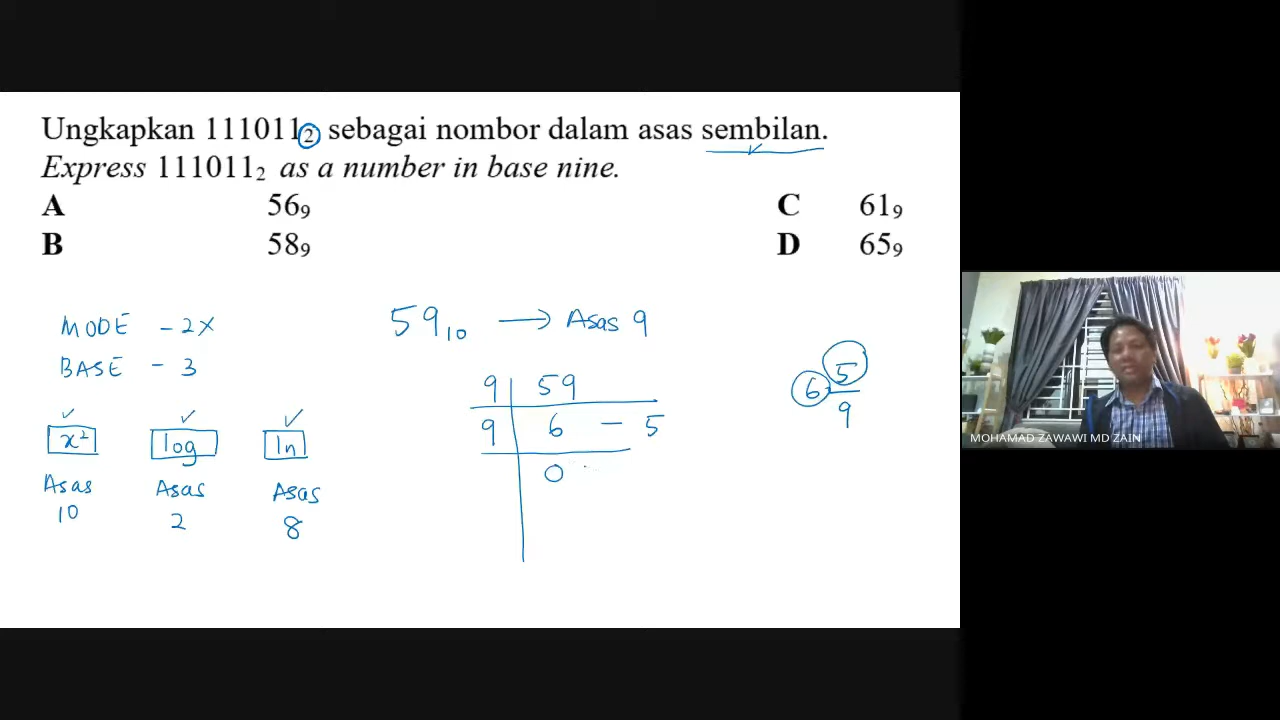 Ungkapkan 111011₂ sebagai nombor dalam asas sembilan.
Express 111011₂ as a number in base nine.
A 56₉ C 61₉
B 58₉ D 65₉
MODE - 2X
BASE - 3
x² log ln
Asas 10 Asas 2 Asas 8
59₁₀ → Asas 9
9 | 59
9 | 6 - 5
0
6 5/9
MOHAMAD ZAWAWI MD ZAIN